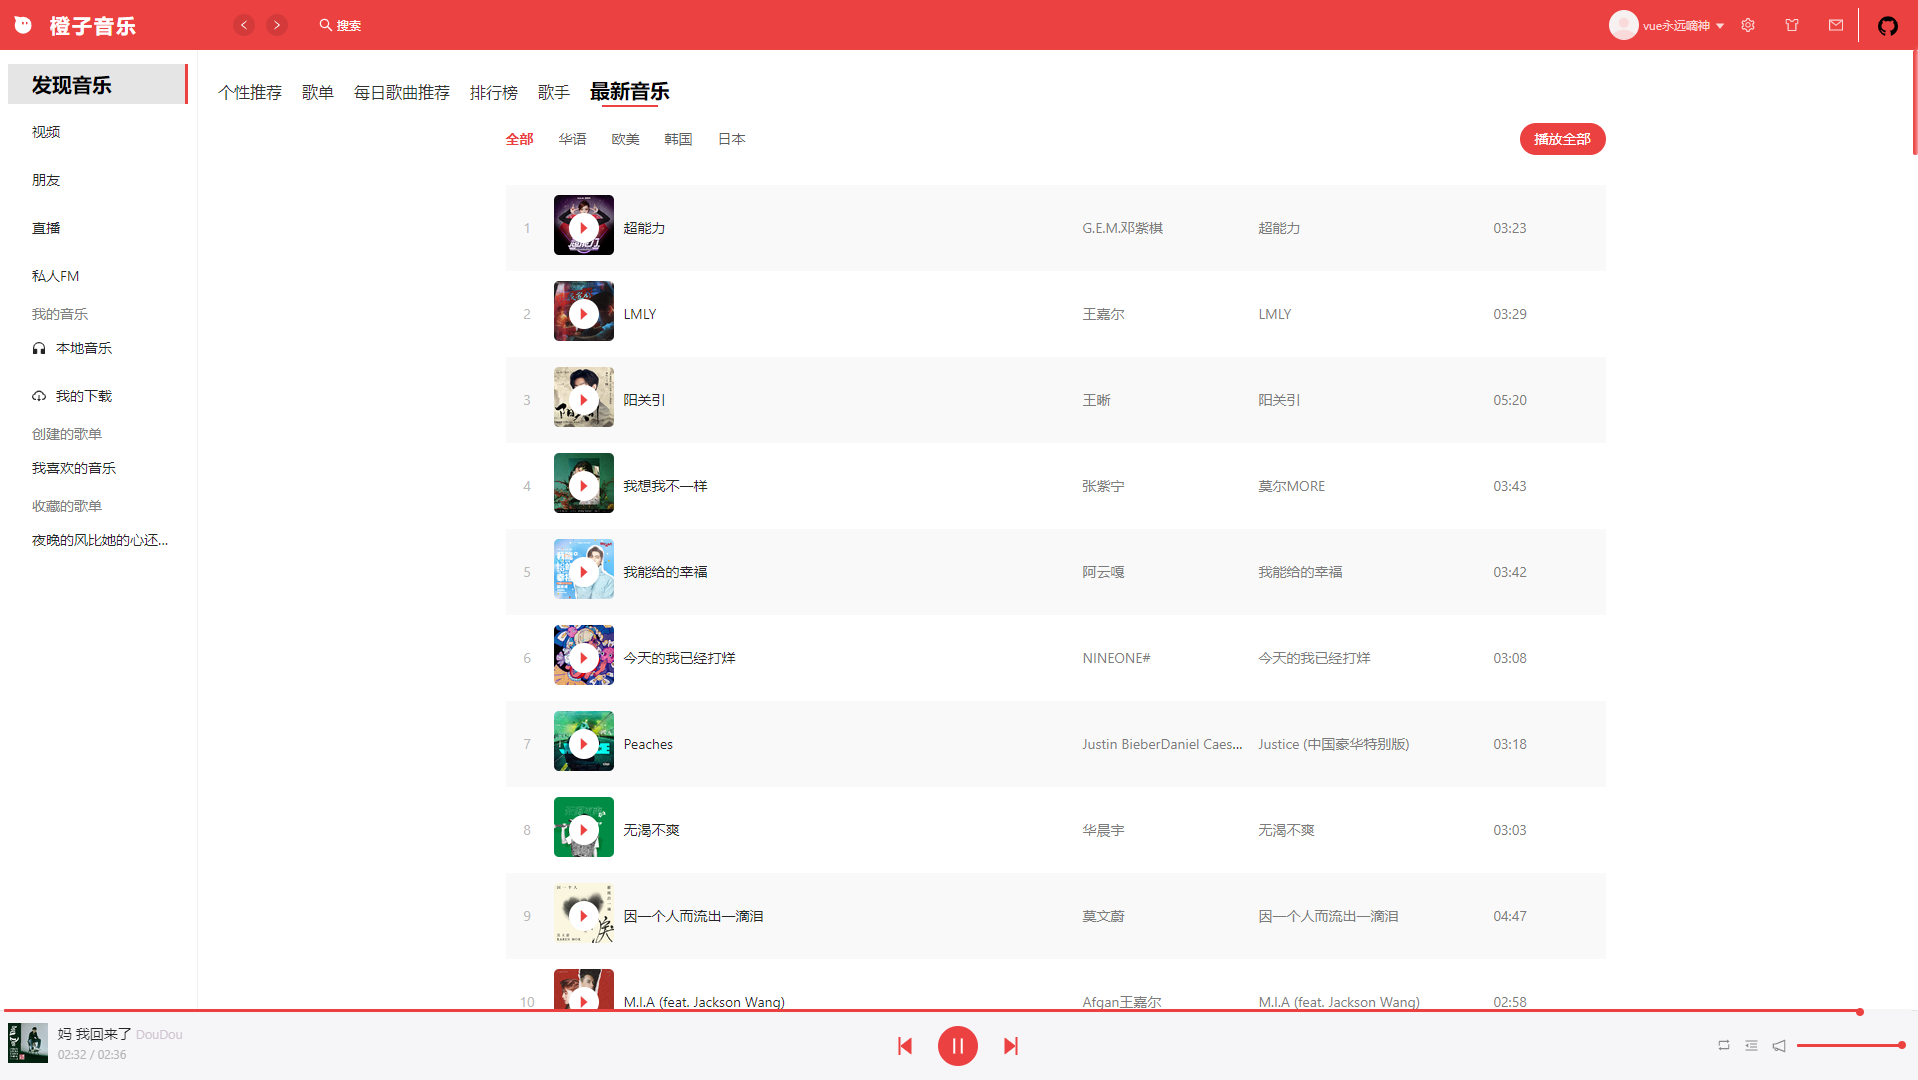 橙子音乐
搜索
vue永远嘀神
发现音乐
视频
朋友
直播
私人FM
我的音乐
本地音乐
我的下载
创建的歌单
我喜欢的音乐
收藏的歌单
夜晚的风比她的心还...
个性推荐 歌单 每日歌曲推荐 排行榜 歌手 最新音乐
全部 华语 欧美 韩国 日本 播放全部
1 超能力 G.E.M.邓紫棋 超能力 03:23
2 LMLY 王嘉尔 LMLY 03:29
3 阳关引 王晰 阳关引 05:20
4 我想我不一样 张紫宁 莫尔MORE 03:43
5 我能给的幸福 阿云嘎 我能给的幸福 03:42
6 今天的我已经打烊 NINEONE# 今天的我已经打烊 03:08
7 Peaches Justin BieberDaniel Caes... Justice (中国豪华特别版) 03:18
8 无渴不爽 华晨宇 无渴不爽 03:03
9 因一个人而流出一滴泪 莫文蔚 因一个人而流出一滴泪 04:47
10 M.I.A (feat. Jackson Wang) Afgan王嘉尔 M.I.A (feat. Jackson Wang) 02:58
妈 我回来了 DouDou
02:32 / 02:36